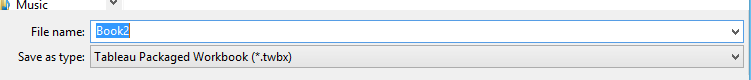 Music
File name: Book2
Save as type: Tableau Packaged Workbook (*.twbx)